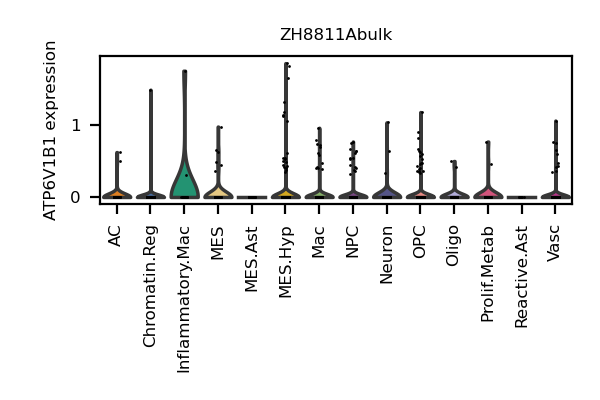 ZH8811Abulk
ATP6V1B1 expression
1
0
AC
Chromatin.Reg
Inflammatory.Mac
MES
MES.Ast
MES.Hyp
Mac
NPC
Neuron
OPC
Oligo
Prolif.Metab
Reactive.Ast
Vasc